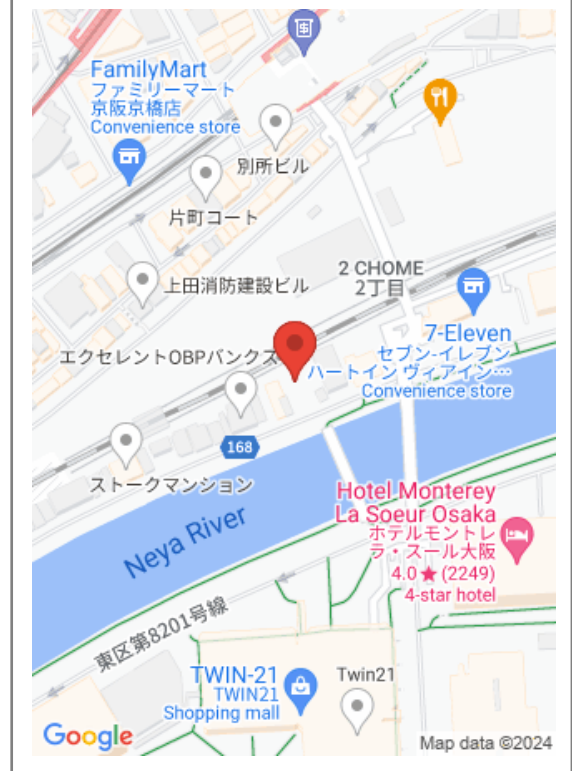 FamilyMart
ファミリーマート
京阪京橋店
Convenience store
別所ビル
片町コート
上田消防建設ビル
2 CHOME
2丁目
7-Eleven
セブン-イレブン
ハートイン ヴィアイン…
Convenience store
エクセレントOBPバンクス
168
ストークマンション
Neya River
Hotel Monterey
La Soeur Osaka
ホテルモントレ
ラ・スール大阪
4.0★(2249)
4-star hotel
東区第8201号線
TWIN-21
TWIN21
Shopping mall
Twin21
Google
Map data ©2024